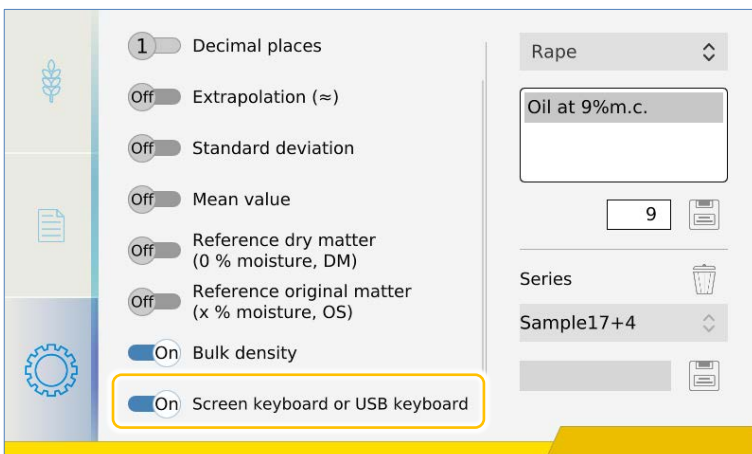 1 Decimal places
Off Extrapolation (≈)
Off Standard deviation
Off Mean value
Off Reference dry matter
(0 % moisture, DM)
Off Reference original matter
(x % moisture, OS)
On Bulk density
On Screen keyboard or USB keyboard
Rape
Oil at 9%m.c.
9
Series
Sample17+4